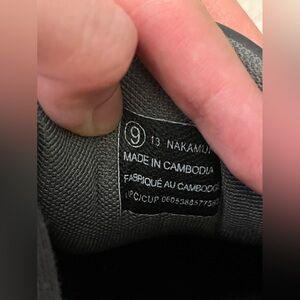 9 13 NAKAMU
MADE IN CAMBODIA
FABRIQUÉ AU CAMBODGE
UPC/CUP